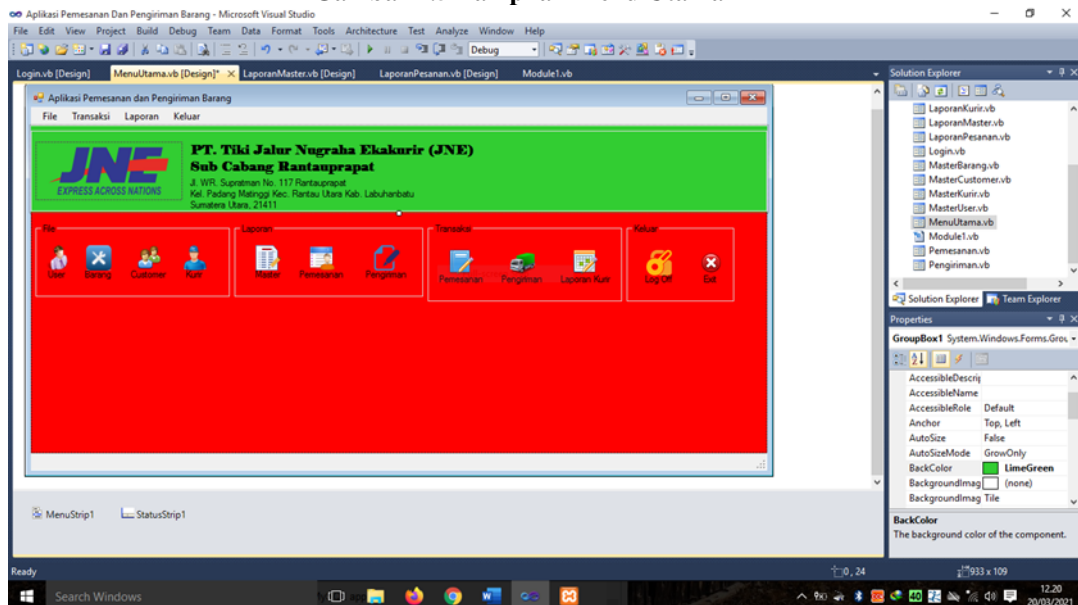 Aplikasi Pemesanan Dan Pengiriman Barang - Microsoft Visual Studio
File Edit View Project Build Debug Team Data Format Tools Architecture Test Analyze Window Help
Debug
Login.vb [Design] MenuUtama.vb [Design]* LaporanMaster.vb [Design] LaporanPesanan.vb [Design] Module1.vb
Aplikasi Pemesanan dan Pengiriman Barang
File Transaksi Laporan Keluar
JNE
EXPRESS ACROSS NATIONS
PT. Tiki Jalur Nugraha Ekakurir (JNE)
Sub Cabang Rantauprapat
Jl. WR. Supratman No. 117 Rantauprapat
Kel. Padang Matinggi Kec. Rantau Utara Kab. Labuhanbatu
Sumatera Utara, 21411
File
User Barang Customer Kurir
Laporan
Master Pemesanan Pengiriman
Transaksi
Pemesanan Pengiriman Laporan Kurir
Keluar
Log Off Exit
MenuStrip1 StatusStrip1
Solution Explorer
LaporanKurir.vb
LaporanMaster.vb
LaporanPesanan.vb
Login.vb
MasterBarang.vb
MasterCustomer.vb
MasterKurir.vb
MasterUser.vb
MenuUtama.vb
Module1.vb
Pemesanan.vb
Pengiriman.vb
Solution Explorer Team Explorer
Properties
GroupBox1 System.Windows.Forms.Grou
AccessibleDescrip
AccessibleName
AccessibleRole Default
Anchor Top, Left
AutoSize False
AutoSizeMode GrowOnly
BackColor LimeGreen
BackgroundImag (none)
BackgroundImag Tile
BackColor
The background color of the component.
Ready 0, 24 933 x 109
Search Windows
12.20
20/03/2021